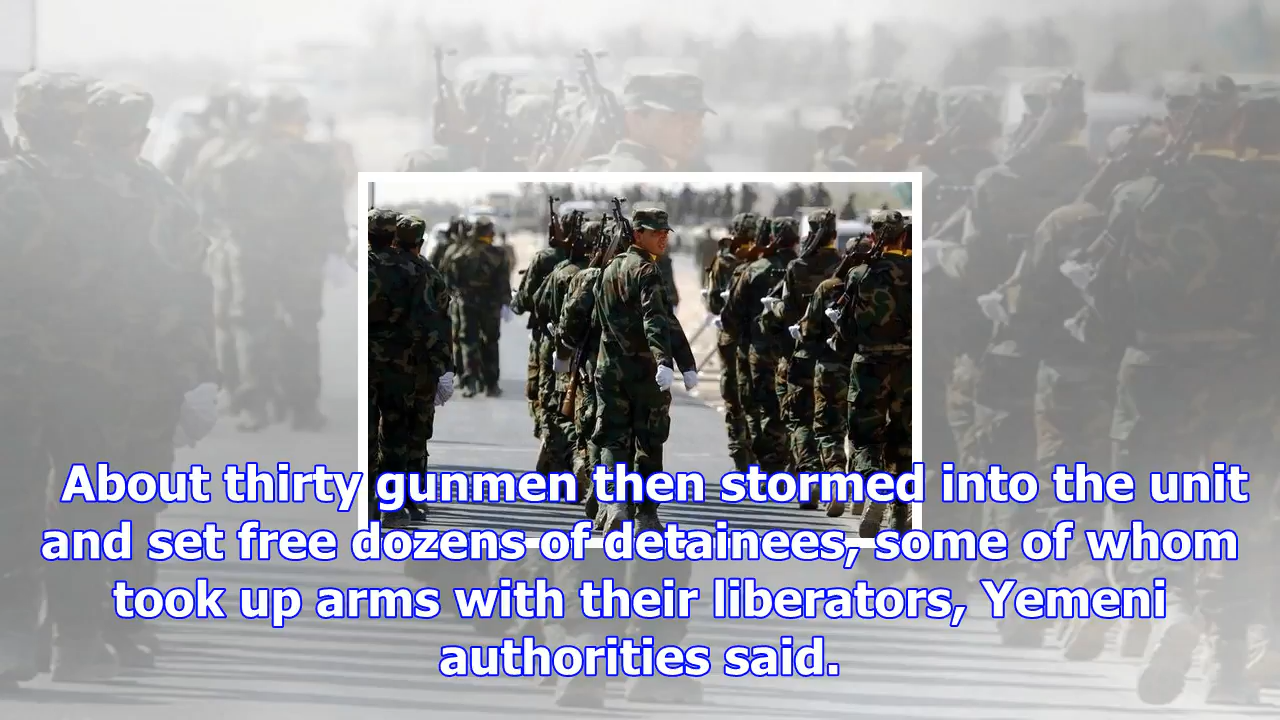 About thirty gunmen then stormed into the unit
and set free dozens of detainees, some of whom
took up arms with their liberators, Yemeni
authorities said.